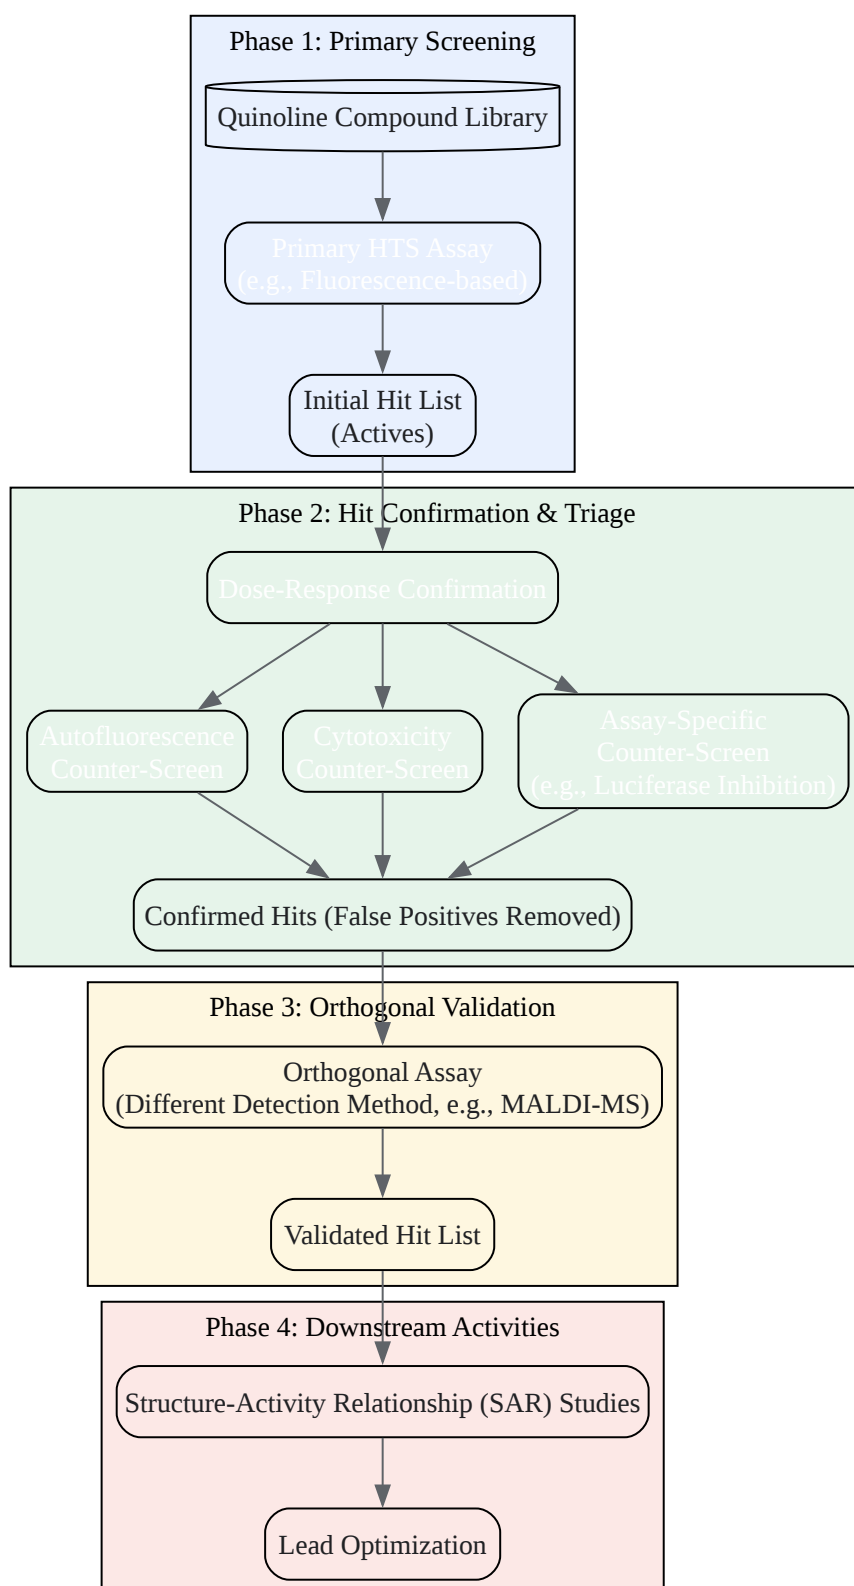 Phase 1: Primary Screening
Quinoline Compound Library
Primary HTS Assay
(e.g., Fluorescence-based)
Initial Hit List
(Actives)
Phase 2: Hit Confirmation & Triage
Dose-Response Confirmation
Autofluorescence
Counter-Screen
Cytotoxicity
Counter-Screen
Assay-Specific
Counter-Screen
(e.g., Luciferase Inhibition)
Confirmed Hits (False Positives Removed)
Phase 3: Orthogonal Validation
Orthogonal Assay
(Different Detection Method, e.g., MALDI-MS)
Validated Hit List
Phase 4: Downstream Activities
Structure-Activity Relationship (SAR) Studies
Lead Optimization